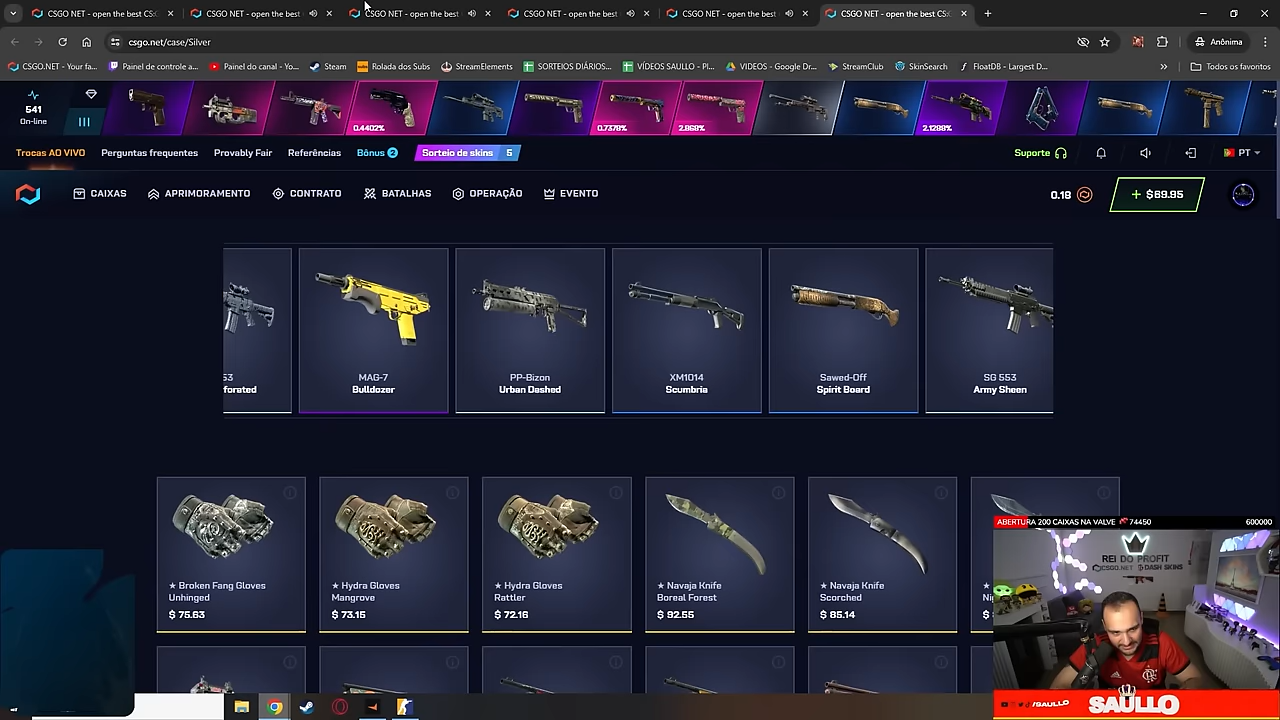 CSGO NET - open the best CS:
CSGO NET - open the best
CSGO NET - open the best
CSGO NET - open the best
CSGO NET - open the best
CSGO NET - open the best CS:
csgo.net/case/Silver
Anônima
CSGO.NET - Your fa...
Painel de controle a...
Painel do canal - Yo...
Steam
Rolada dos Subs
StreamElements
SORTEIOS DIÁRIOS...
VÍDEOS SAULLO - Pl...
VIDEOS - Google Dr...
StreamClub
SkinSearch
FloatDB - Largest D...
Todos os favoritos
541
On-line
0.4402%
0.7378%
2.868%
2.1288%
Trocas AO VIVO
Perguntas frequentes
Provably Fair
Referências
Bônus 2
Sorteio de skins 5
Suporte
PT
CAIXAS
APRIMORAMENTO
CONTRATO
BATALHAS
OPERAÇÃO
EVENTO
0.18
+ $69.95
53
forated
MAG-7
Bulldozer
PP-Bizon
Urban Dashed
XM1014
Scumbria
Sawed-Off
Spirit Board
SG 553
Army Sheen
★ Broken Fang Gloves
Unhinged
$ 75.63
★ Hydra Gloves
Mangrove
$ 73.15
★ Hydra Gloves
Rattler
$ 72.16
★ Navaja Knife
Boreal Forest
$ 92.55
★ Navaja Knife
Scorched
$ 85.14
ABERTURA 200 CAIXAS NA VALVE 74450 600000
REI DO PROFIT
CSGO.NET DASH SKINS
/SAULLO
SAULLO